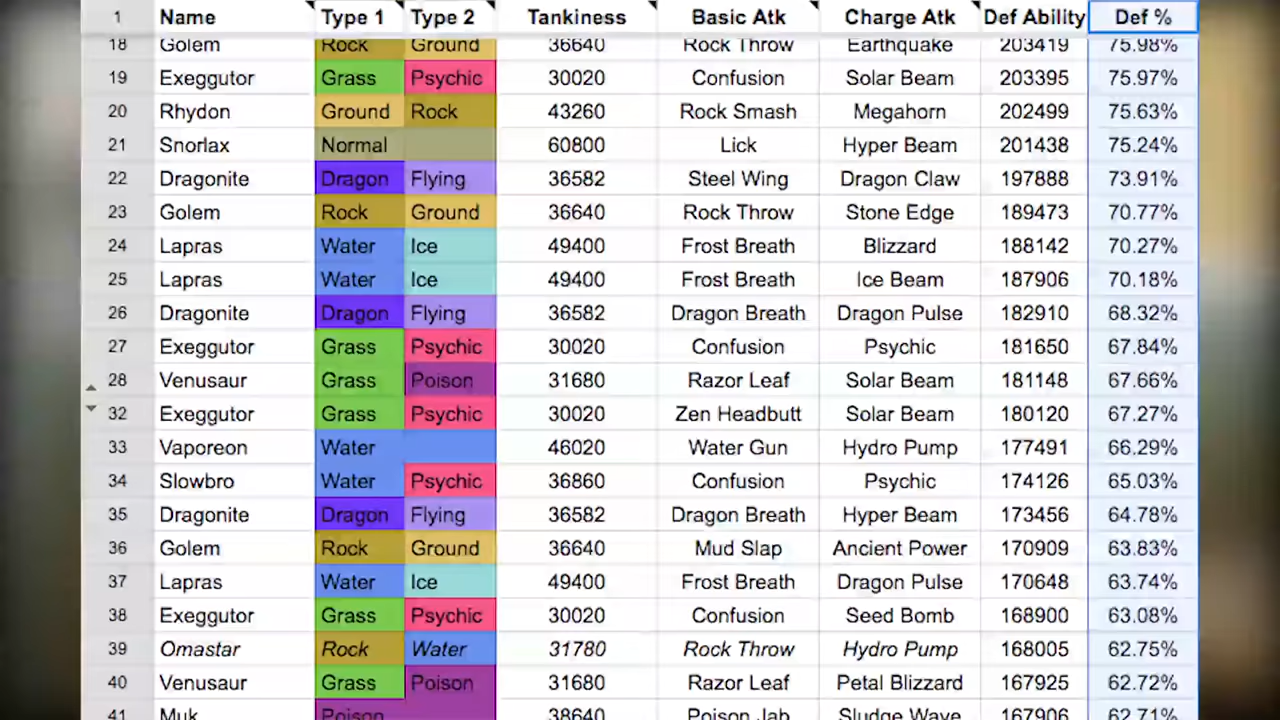 1 Name Type 1 Type 2 Tankiness Basic Atk Charge Atk Def Ability Def %
18 Golem Rock Ground 36640 Rock Throw Earthquake 203419 75.98%
19 Exeggutor Grass Psychic 30020 Confusion Solar Beam 203395 75.97%
20 Rhydon Ground Rock 43260 Rock Smash Megahorn 202499 75.63%
21 Snorlax Normal 60800 Lick Hyper Beam 201438 75.24%
22 Dragonite Dragon Flying 36582 Steel Wing Dragon Claw 197888 73.91%
23 Golem Rock Ground 36640 Rock Throw Stone Edge 189473 70.77%
24 Lapras Water Ice 49400 Frost Breath Blizzard 188142 70.27%
25 Lapras Water Ice 49400 Frost Breath Ice Beam 187906 70.18%
26 Dragonite Dragon Flying 36582 Dragon Breath Dragon Pulse 182910 68.32%
27 Exeggutor Grass Psychic 30020 Confusion Psychic 181650 67.84%
28 Venusaur Grass Poison 31680 Razor Leaf Solar Beam 181148 67.66%
32 Exeggutor Grass Psychic 30020 Zen Headbutt Solar Beam 180120 67.27%
33 Vaporeon Water 46020 Water Gun Hydro Pump 177491 66.29%
34 Slowbro Water Psychic 36860 Confusion Psychic 174126 65.03%
35 Dragonite Dragon Flying 36582 Dragon Breath Hyper Beam 173456 64.78%
36 Golem Rock Ground 36640 Mud Slap Ancient Power 170909 63.83%
37 Lapras Water Ice 49400 Frost Breath Dragon Pulse 170648 63.74%
38 Exeggutor Grass Psychic 30020 Confusion Seed Bomb 168900 63.08%
39 Omastar Rock Water 31780 Rock Throw Hydro Pump 168005 62.75%
40 Venusaur Grass Poison 31680 Razor Leaf Petal Blizzard 167925 62.72%
41 Muk Poison 38640 Poison Jab Sludge Wave 167906 62.71%